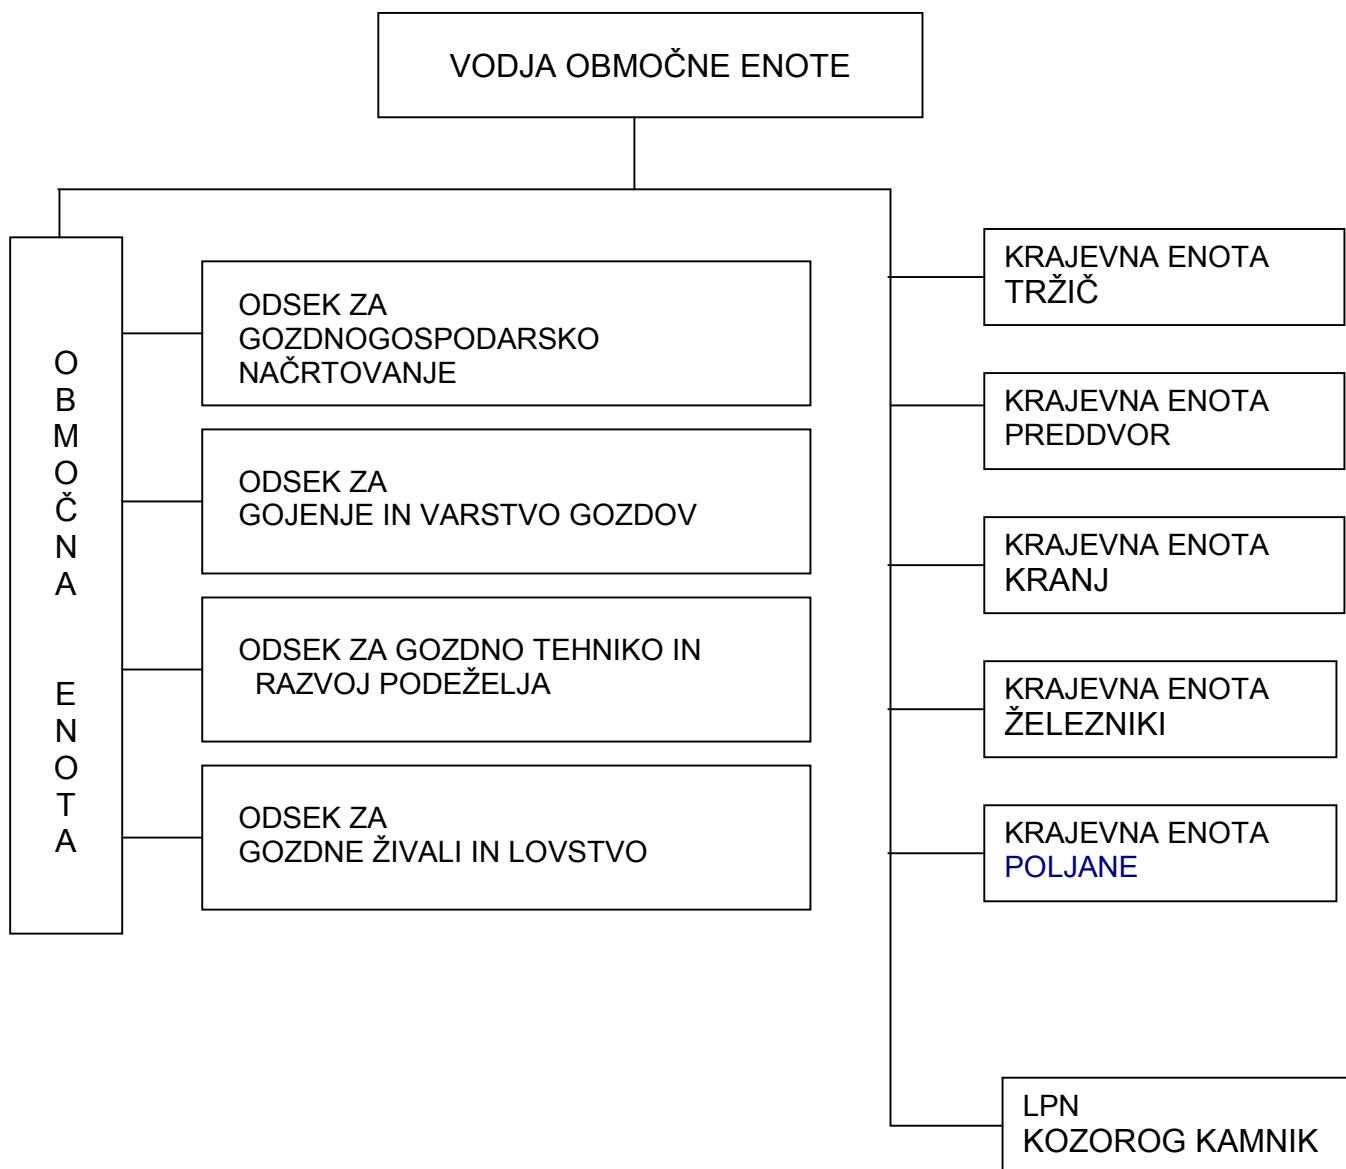 VODJA OBMOČNE ENOTE
OBMOČNA ENOTA
ODSEK ZA
GOZDNOGOSPODARSKO
NAČRTOVANJE
ODSEK ZA
GOJENJE IN VARSTVO GOZDOV
ODSEK ZA GOZDNO TEHNIKO IN
RAZVOJ PODEŽELJA
ODSEK ZA
GOZDNE ŽIVALI IN LOVSTVO
KRAJEVNA ENOTA
TRŽIČ
KRAJEVNA ENOTA
PREDDVOR
KRAJEVNA ENOTA
KRANJ
KRAJEVNA ENOTA
ŽELEZNIKI
KRAJEVNA ENOTA
POLJANE
LPN
KOZOROG KAMNIK